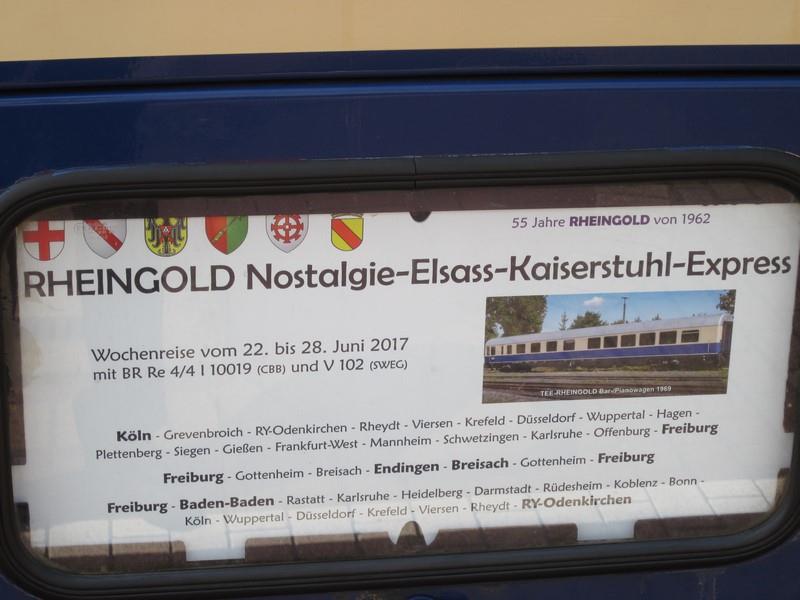 55 Jahre RHEINGOLD von 1962
RHEINGOLD Nostalgie-Elsass-Kaiserstuhl-Express
Wochenreise vom 22. bis 28. Juni 2017
mit BR Re 4/4 I 10019 (CBB) und V 102 (SWEG)
TEE-RHEINGOLD Bar-/Pianowagen 1969
Köln - Grevenbroich - RY-Odenkirchen - Rheydt - Viersen - Krefeld - Düsseldorf - Wuppertal - Hagen -
Plettenberg - Siegen - Gießen - Frankfurt-West - Mannheim - Schwetzingen - Karlsruhe - Offenburg - Freiburg
Freiburg - Gottenheim - Breisach - Endingen - Breisach - Gottenheim - Freiburg
Freiburg - Baden-Baden - Rastatt - Karlsruhe - Heidelberg - Darmstadt - Rüdesheim - Koblenz - Bonn -
Köln - Wuppertal - Düsseldorf - Krefeld - Viersen - Rheydt - RY-Odenkirchen